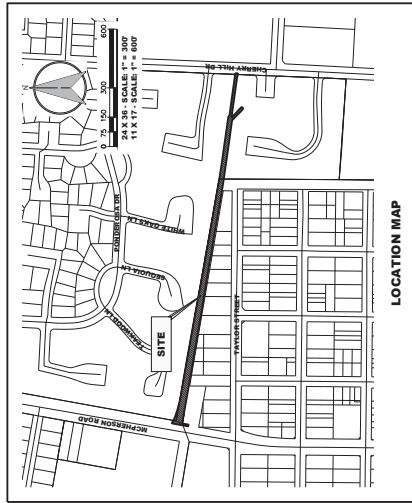 N
0 75 150 300 600
24 X 36 - SCALE: 1" = 300'
11 X 17 - SCALE: 1" = 600'
CHERRY HILL DR
PONDEROSA DR
WHITE OAKS LN
SEQUOIA LN
TEAKWOOD LN
SITE
MCPHERSON ROAD
TAYLOR STREET
LOCATION MAP